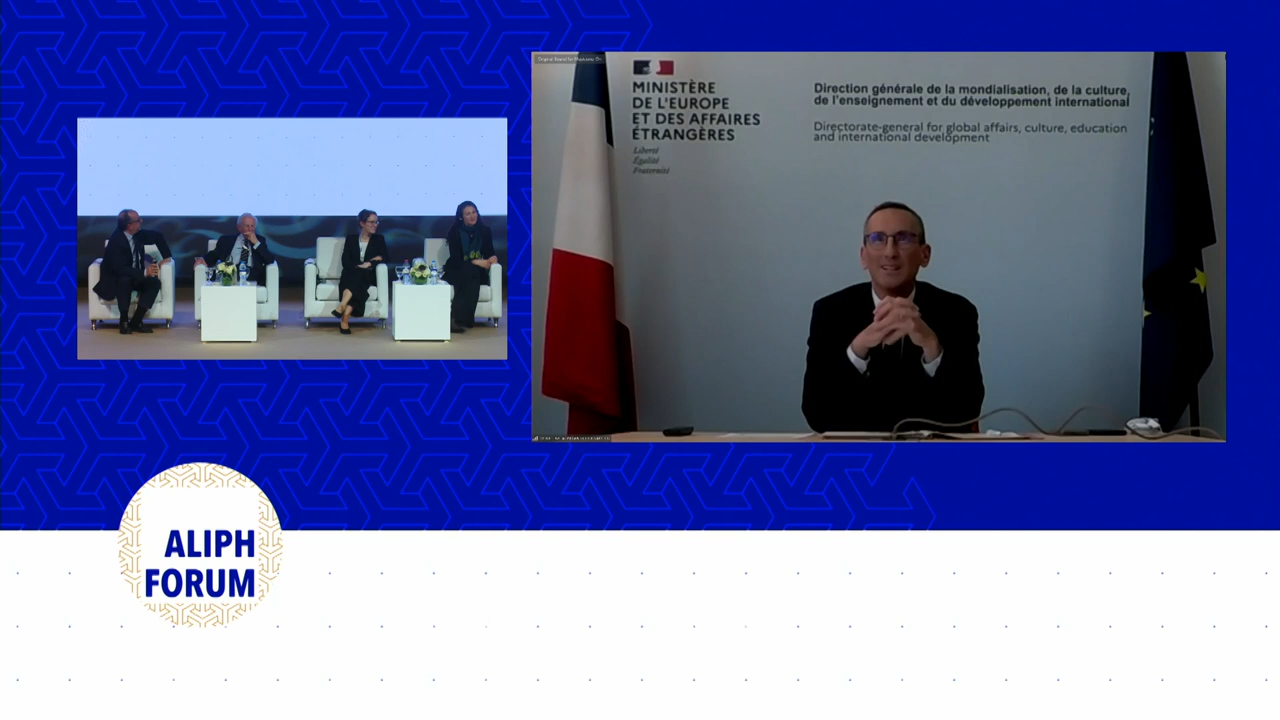 MINISTÈRE
DE L'EUROPE
ET DES AFFAIRES
ÉTRANGÈRES
Liberté
Égalité
Fraternité
Direction générale de la mondialisation, de la culture,
de l'enseignement et du développement international
Directorate-general for global affairs, culture, education
and international development
ALIPH
FORUM